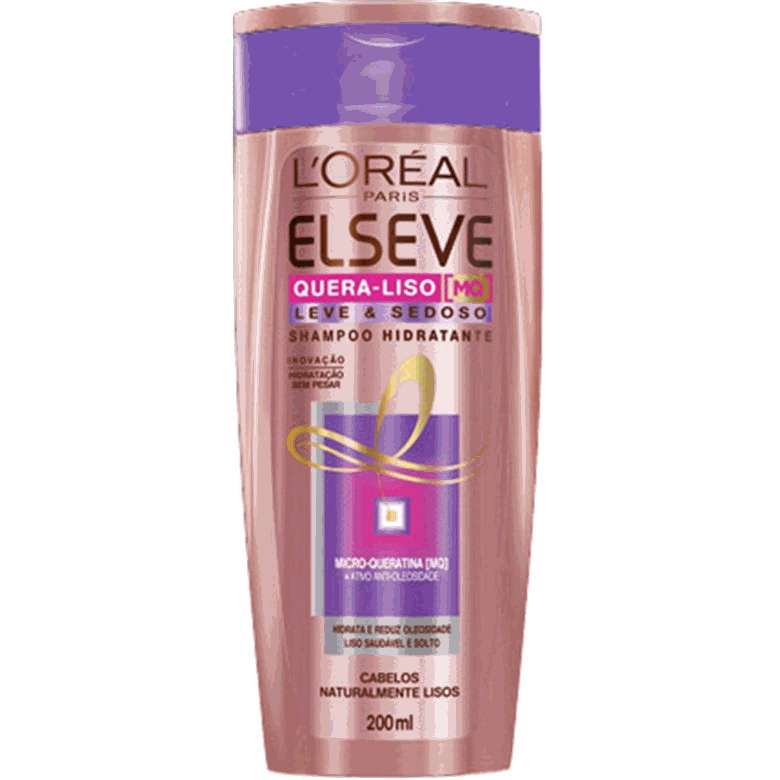 L'ORÉAL
PARIS
ELSEVE
QUERA-LISO [MQ]
LEVE & SEDOSO
SHAMPOO HIDRATANTE
INOVAÇÃO
HIDRATAÇÃO
SEM PESAR
MICRO-QUERATINA [MQ]
+ ATIVO ANTI-OLEOSIDADE
HIDRATA E REDUZ OLEOSIDADE
LISO SAUDÁVEL E SOLTO
CABELOS
NATURALMENTE LISOS
200ml